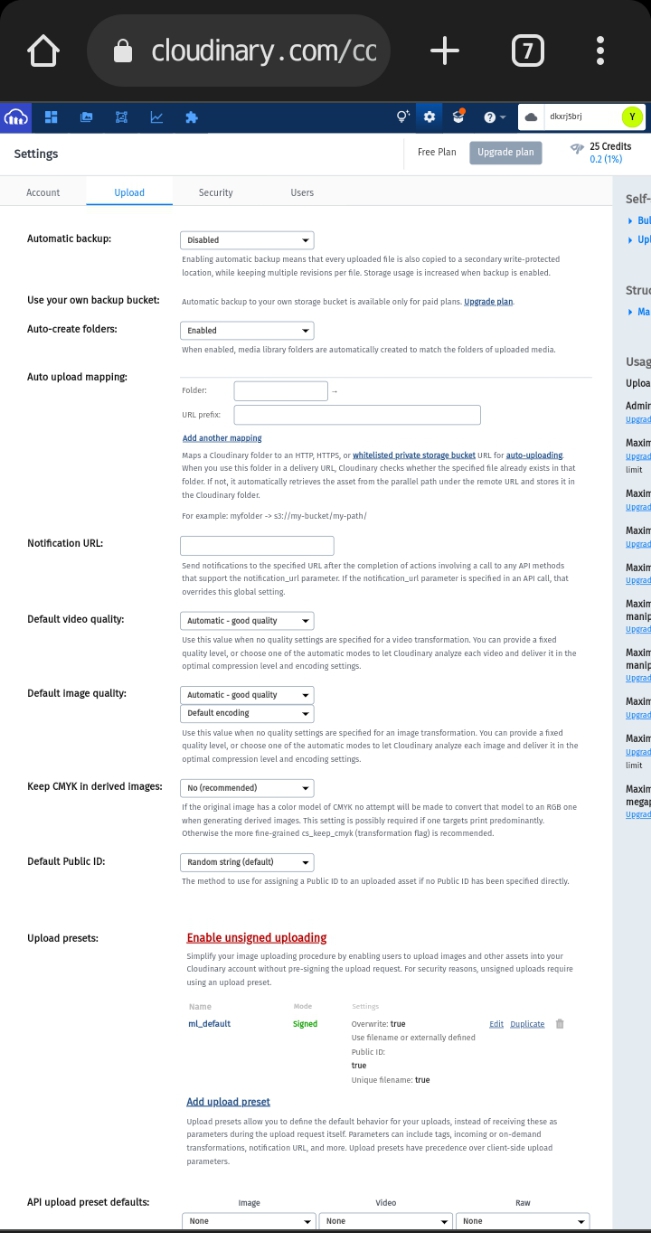 cloudinary.com/cc
7
dkxrj5brj
Y
Settings
Free Plan
Upgrade plan
25 Credits
0.2 (1%)
Account
Upload
Security
Users
Automatic backup:
Disabled
Enabling automatic backup means that every uploaded file is also copied to a secondary write-protected
location, while keeping multiple revisions per file. Storage usage is increased when backup is enabled.
Use your own backup bucket:
Automatic backup to your own storage bucket is available only for paid plans. Upgrade plan.
Auto-create folders:
Enabled
When enabled, media library folders are automatically created to match the folders of uploaded media.
Auto upload mapping:
Folder:
→
URL prefix:
Add another mapping
Maps a Cloudinary folder to an HTTP, HTTPS, or whitelisted private storage bucket URL for auto-uploading.
When you use this folder in a delivery URL, Cloudinary checks whether the specified file already exists in that
folder. If not, it automatically retrieves the asset from the parallel path under the remote URL and stores it in
the Cloudinary folder.
For example: myfolder -> s3://my-bucket/my-path/
Notification URL:
Send notifications to the specified URL after the completion of actions involving a call to any API methods
that support the notification_url parameter. If the notification_url parameter is specified in an API call, that
overrides this global setting.
Default video quality:
Automatic - good quality
Use this value when no quality settings are specified for a video transformation. You can provide a fixed
quality level, or choose one of the automatic modes to let Cloudinary analyze each video and deliver it in the
optimal compression level and encoding settings.
Default image quality:
Automatic - good quality
Default encoding
Use this value when no quality settings are specified for an image transformation. You can provide a fixed
quality level, or choose one of the automatic modes to let Cloudinary analyze each image and deliver it in the
optimal compression level and encoding settings.
Keep CMYK in derived images:
No (recommended)
If the original image has a color model of CMYK no attempt will be made to convert that model to an RGB one
when generating derived images. This setting is possibly required if one targets print predominantly.
Otherwise the more fine-grained cs_keep_cmyk (transformation flag) is recommended.
Default Public ID:
Random string (default)
The method to use for assigning a Public ID to an uploaded asset if no Public ID has been specified directly.
Upload presets:
Enable unsigned uploading
Simplify your image uploading procedure by enabling users to upload images and other assets into your
Cloudinary account without pre-signing the upload request. For security reasons, unsigned uploads require
using an upload preset.
Name
Mode
Settings
ml_default
Signed
Overwrite: true
Edit
Duplicate
Use filename or externally defined
Public ID:
true
Unique filename: true
Add upload preset
Upload presets allow you to define the default behavior for your uploads, instead of receiving these as
parameters during the upload request itself. Parameters can include tags, incoming or on-demand
transformations, notification URL, and more. Upload presets have precedence over client-side upload
parameters.
API upload preset defaults:
Image
Video
Raw
None
None
None
Self-
Bul
Upl
Struc
Ma
Usag
Uploa
Admin
Upgrad
Maxim
Upgrad
limit
Maxim
Upgrad
Maxim
Upgrad
Maxim
Upgrad
Maxim
manip
Upgrad
Maxim
manip
Upgrad
Maxim
Upgrad
Maxim
Upgrad
limit
Maxim
megap
Upgrad